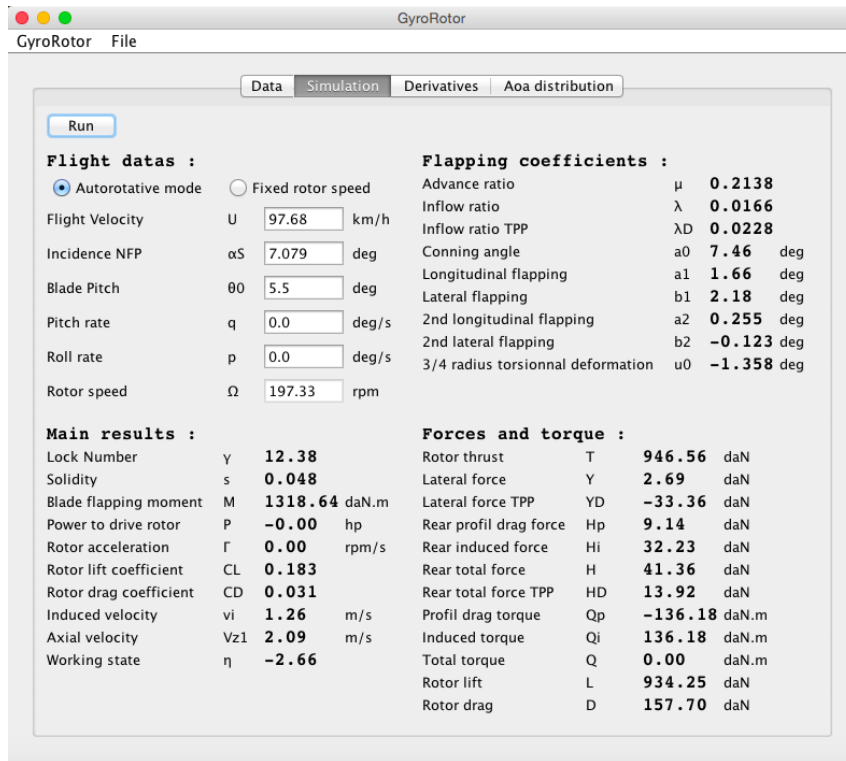 GyroRotor
GyroRotor File
Data Simulation Derivatives Aoa distribution
Run
Flight datas :
Autorotative mode Fixed rotor speed
Flight Velocity U 97.68 km/h
Incidence NFP αS 7.079 deg
Blade Pitch θ0 5.5 deg
Pitch rate q 0.0 deg/s
Roll rate p 0.0 deg/s
Rotor speed Ω 197.33 rpm
Flapping coefficients :
Advance ratio μ 0.2138
Inflow ratio λ 0.0166
Inflow ratio TPP λD 0.0228
Conning angle a0 7.46 deg
Longitudinal flapping a1 1.66 deg
Lateral flapping b1 2.18 deg
2nd longitudinal flapping a2 0.255 deg
2nd lateral flapping b2 -0.123 deg
3/4 radius torsionnal deformation u0 -1.358 deg
Main results :
Lock Number γ 12.38
Solidity s 0.048
Blade flapping moment M 1318.64 daN.m
Power to drive rotor P -0.00 hp
Rotor acceleration Γ 0.00 rpm/s
Rotor lift coefficient CL 0.183
Rotor drag coefficient CD 0.031
Induced velocity vi 1.26 m/s
Axial velocity Vz1 2.09 m/s
Working state η -2.66
Forces and torque :
Rotor thrust T 946.56 daN
Lateral force Y 2.69 daN
Lateral force TPP YD -33.36 daN
Rear profil drag force Hp 9.14 daN
Rear induced force Hi 32.23 daN
Rear total force H 41.36 daN
Rear total force TPP HD 13.92 daN
Profil drag torque Qp -136.18 daN.m
Induced torque Qi 136.18 daN.m
Total torque Q 0.00 daN.m
Rotor lift L 934.25 daN
Rotor drag D 157.70 daN